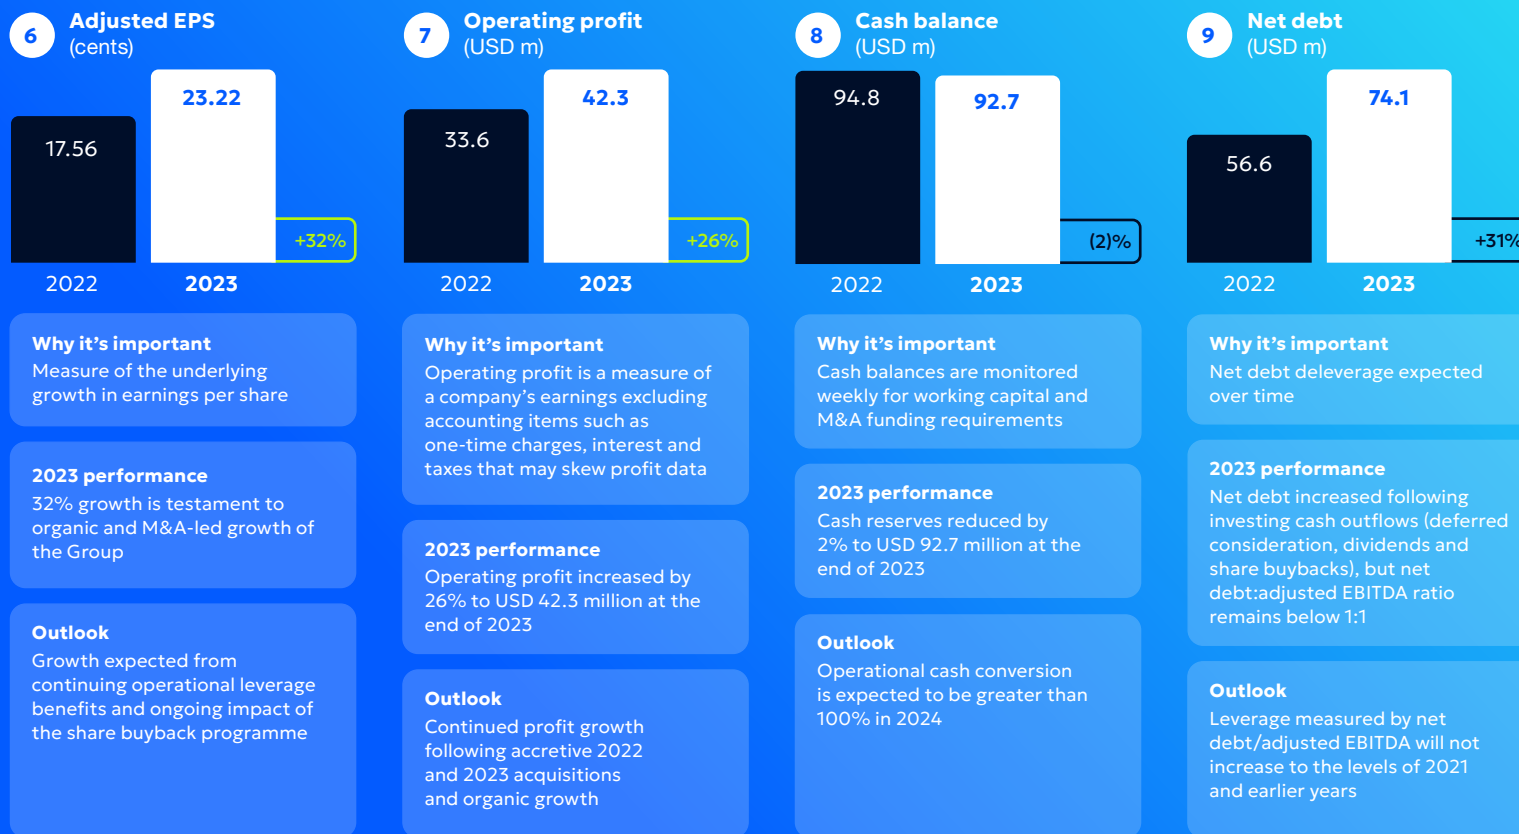 6
Adjusted EPS
(cents)
17.56
23.22
+32%
2022
2023
Why it’s important
Measure of the underlying
growth in earnings per share
2023 performance
32% growth is testament to
organic and M&A-led growth of
the Group
Outlook
Growth expected from
continuing operational leverage
benefits and ongoing impact of
the share buyback programme
7
Operating profit
(USD m)
33.6
42.3
+26%
2022
2023
Why it’s important
Operating profit is a measure of
a company’s earnings excluding
accounting items such as
one-time charges, interest and
taxes that may skew profit data
2023 performance
Operating profit increased by
26% to USD 42.3 million at the
end of 2023
Outlook
Continued profit growth
following accretive 2022
and 2023 acquisitions
and organic growth
8
Cash balance
(USD m)
94.8
92.7
(2)%
2022
2023
Why it’s important
Cash balances are monitored
weekly for working capital and
M&A funding requirements
2023 performance
Cash reserves reduced by
2% to USD 92.7 million at the
end of 2023
Outlook
Operational cash conversion
is expected to be greater than
100% in 2024
9
Net debt
(USD m)
56.6
74.1
+31%
2022
2023
Why it’s important
Net debt deleverage expected
over time
2023 performance
Net debt increased following
investing cash outflows (deferred
consideration, dividends and
share buybacks), but net
debt:adjusted EBITDA ratio
remains below 1:1
Outlook
Leverage measured by net
debt/adjusted EBITDA will not
increase to the levels of 2021
and earlier years